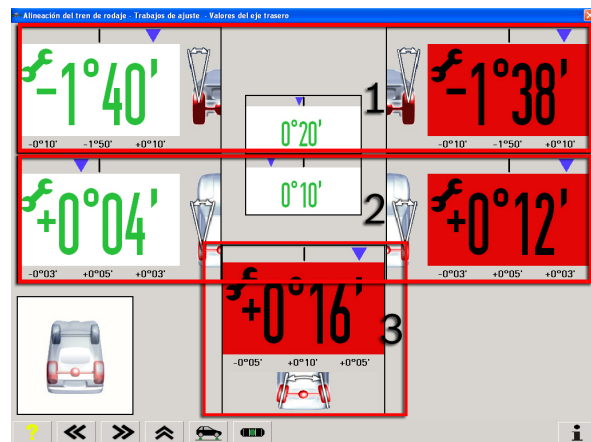 Alineación del tren de rodaje - Trabajos de ajuste - Valores del eje trasero
-1°40'
-0°10' -1°50' +0°10'
1
0°20'
-1°38'
-0°10' -1°50' +0°10'
+0°04'
-0°03' +0°05' +0°03'
0°10'
2
+0°12'
-0°03' +0°05' +0°03'
+0°16'
3
-0°05' +0°10' +0°05'
?
i